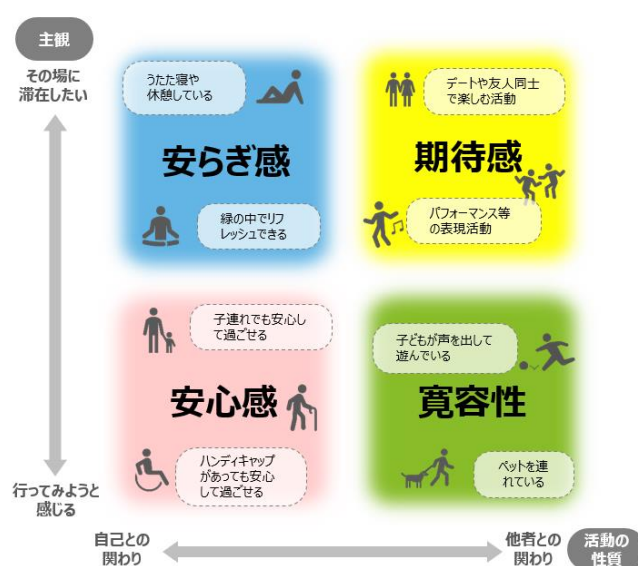 主観
その場に
滞在したい
うたた寝や
休憩している
安らぎ感
緑の中でリフ
レッシュできる
デートや友人同士
で楽しむ活動
期待感
パフォーマンス等
の表現活動
子連れでも安心し
て過ごせる
安心感
ハンディキャップ
があっても安心
して過ごせる
子どもが声を出して
遊んでいる
寛容性
ペットを連
れている
行ってみようと
感じる
自己との
関わり
他者との
関わり
活動の
性質